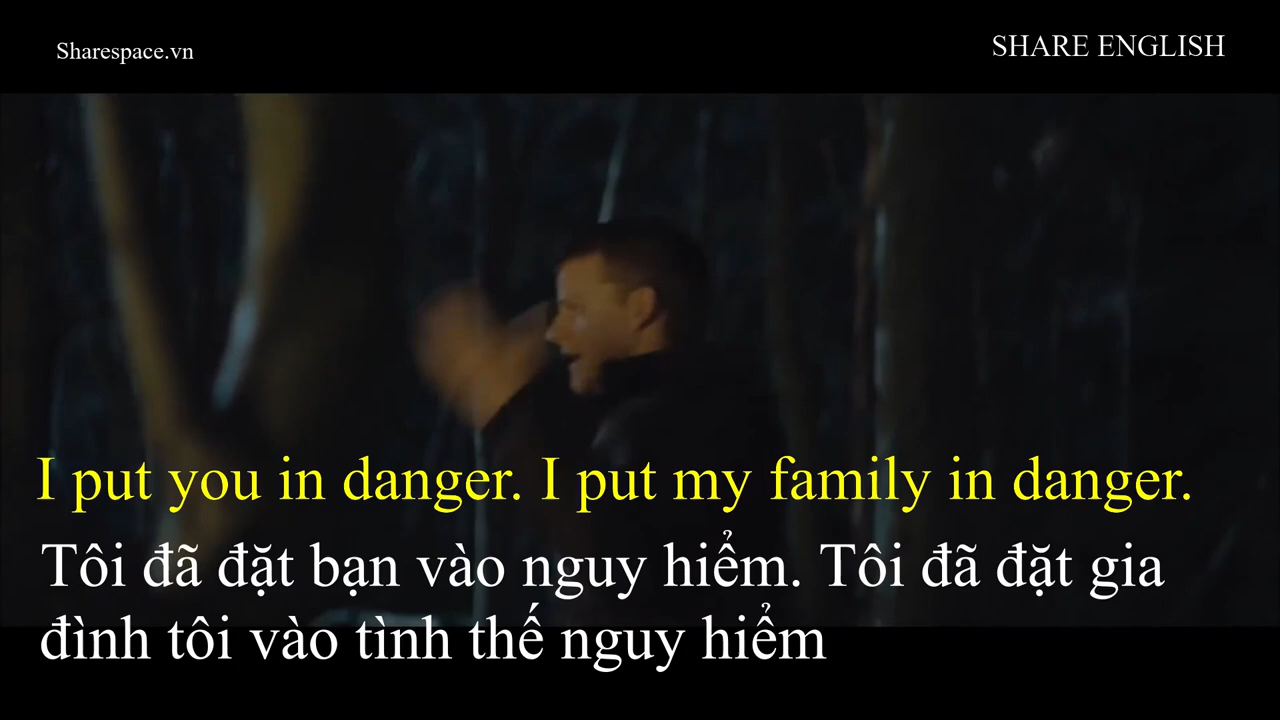 Sharespace.vn
SHARE ENGLISH
I put you in danger. I put my family in danger.
Tôi đã đặt bạn vào nguy hiểm. Tôi đã đặt gia
đình tôi vào tình thế nguy hiểm